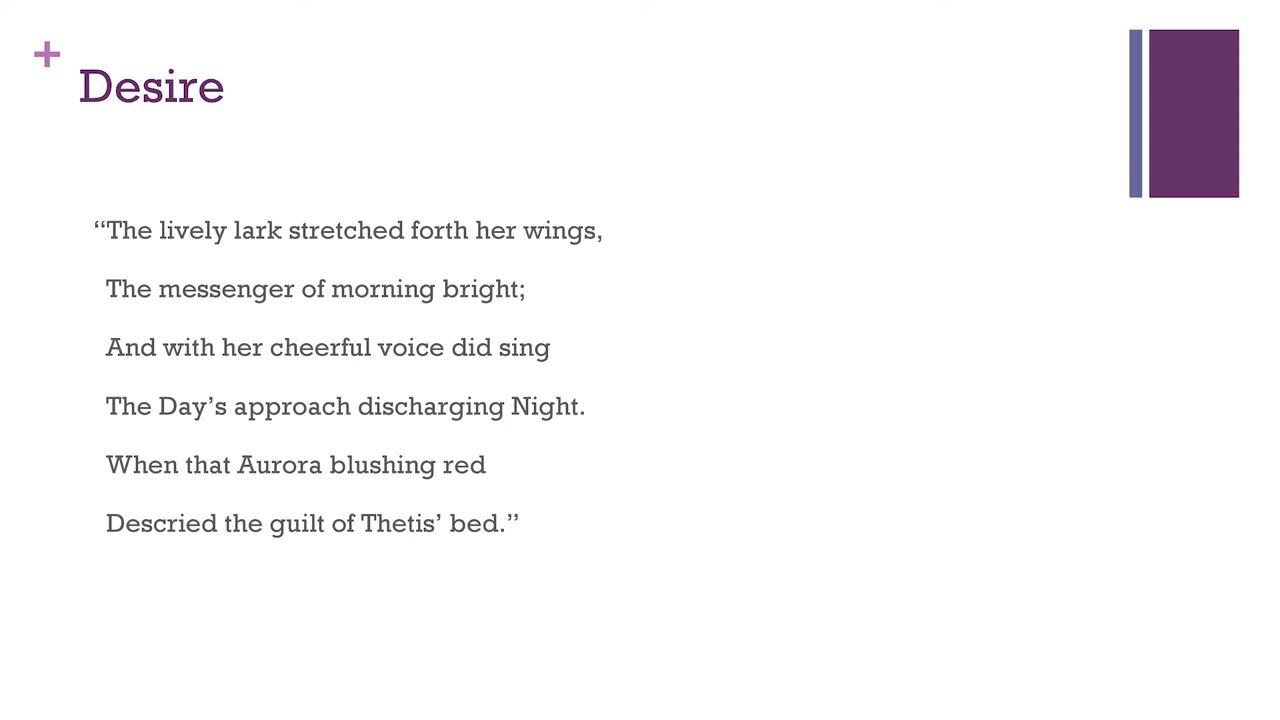 +
Desire
“The lively lark stretched forth her wings,
The messenger of morning bright;
And with her cheerful voice did sing
The Day’s approach discharging Night.
When that Aurora blushing red
Descried the guilt of Thetis’ bed.”